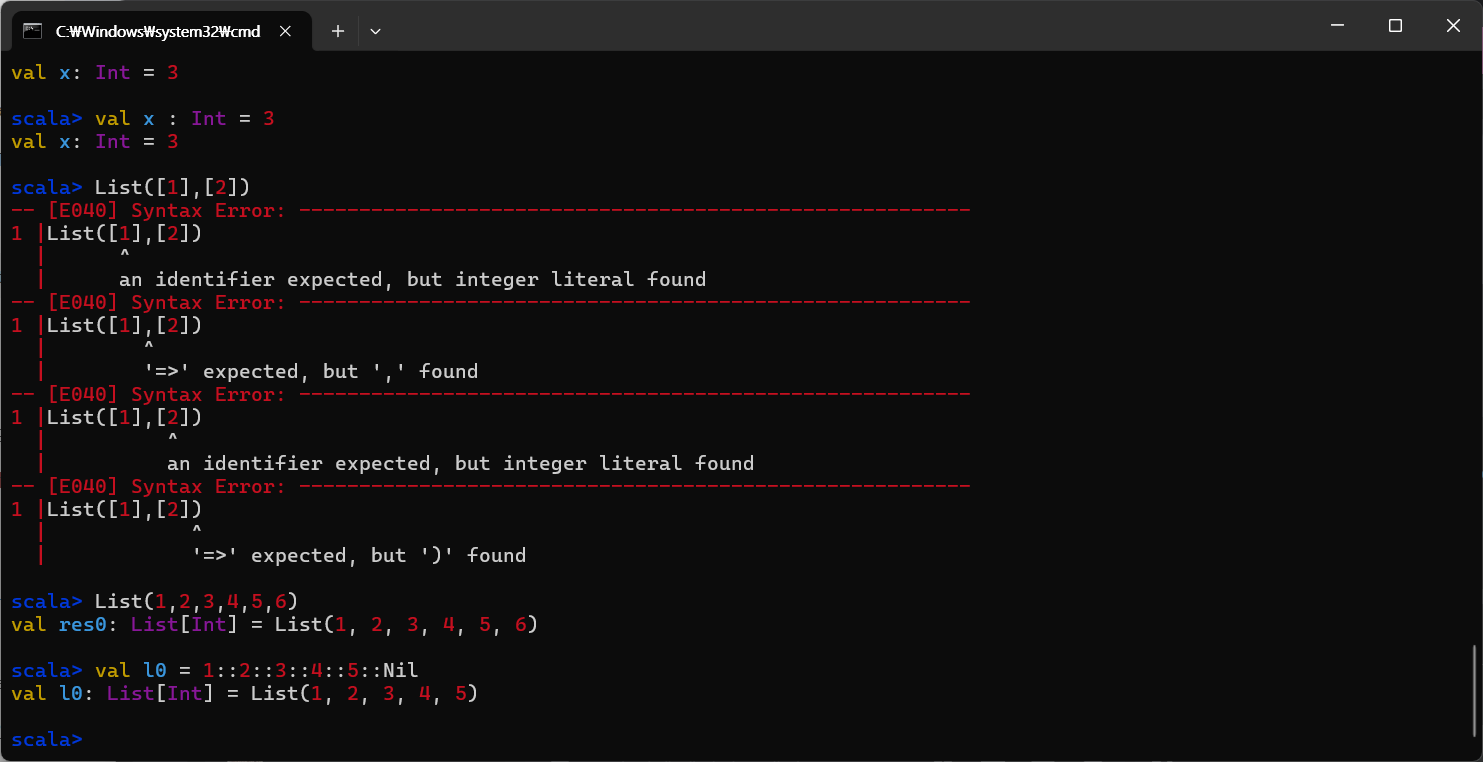 C:₩Windows₩system32₩cmd
val x: Int = 3
scala> val x : Int = 3
val x: Int = 3
scala> List([1],[2])
-- [E040] Syntax Error: --------------------------------------------------------
1 |List([1],[2])
  |      ^
  |      an identifier expected, but integer literal found
-- [E040] Syntax Error: --------------------------------------------------------
1 |List([1],[2])
  |        ^
  |        '=>' expected, but ',' found
-- [E040] Syntax Error: --------------------------------------------------------
1 |List([1],[2])
  |          ^
  |          an identifier expected, but integer literal found
-- [E040] Syntax Error: --------------------------------------------------------
1 |List([1],[2])
  |            ^
  |            '=>' expected, but ')' found
scala> List(1,2,3,4,5,6)
val res0: List[Int] = List(1, 2, 3, 4, 5, 6)
scala> val l0 = 1::2::3::4::5::Nil
val l0: List[Int] = List(1, 2, 3, 4, 5)
scala>